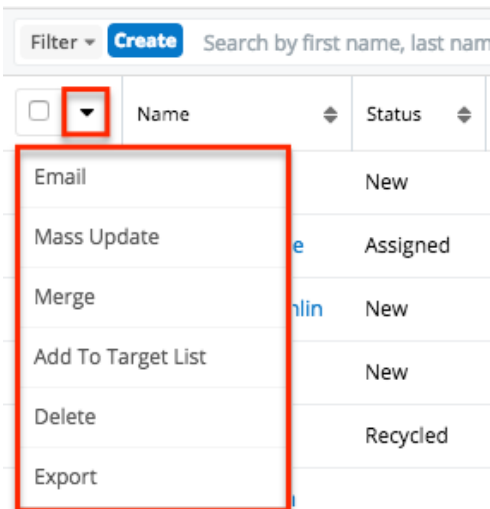 Filter Create Search by first name, last nam
Name Status
Email New
Mass Update e Assigned
Merge nlin New
Add To Target List New
Delete Recycled
Export